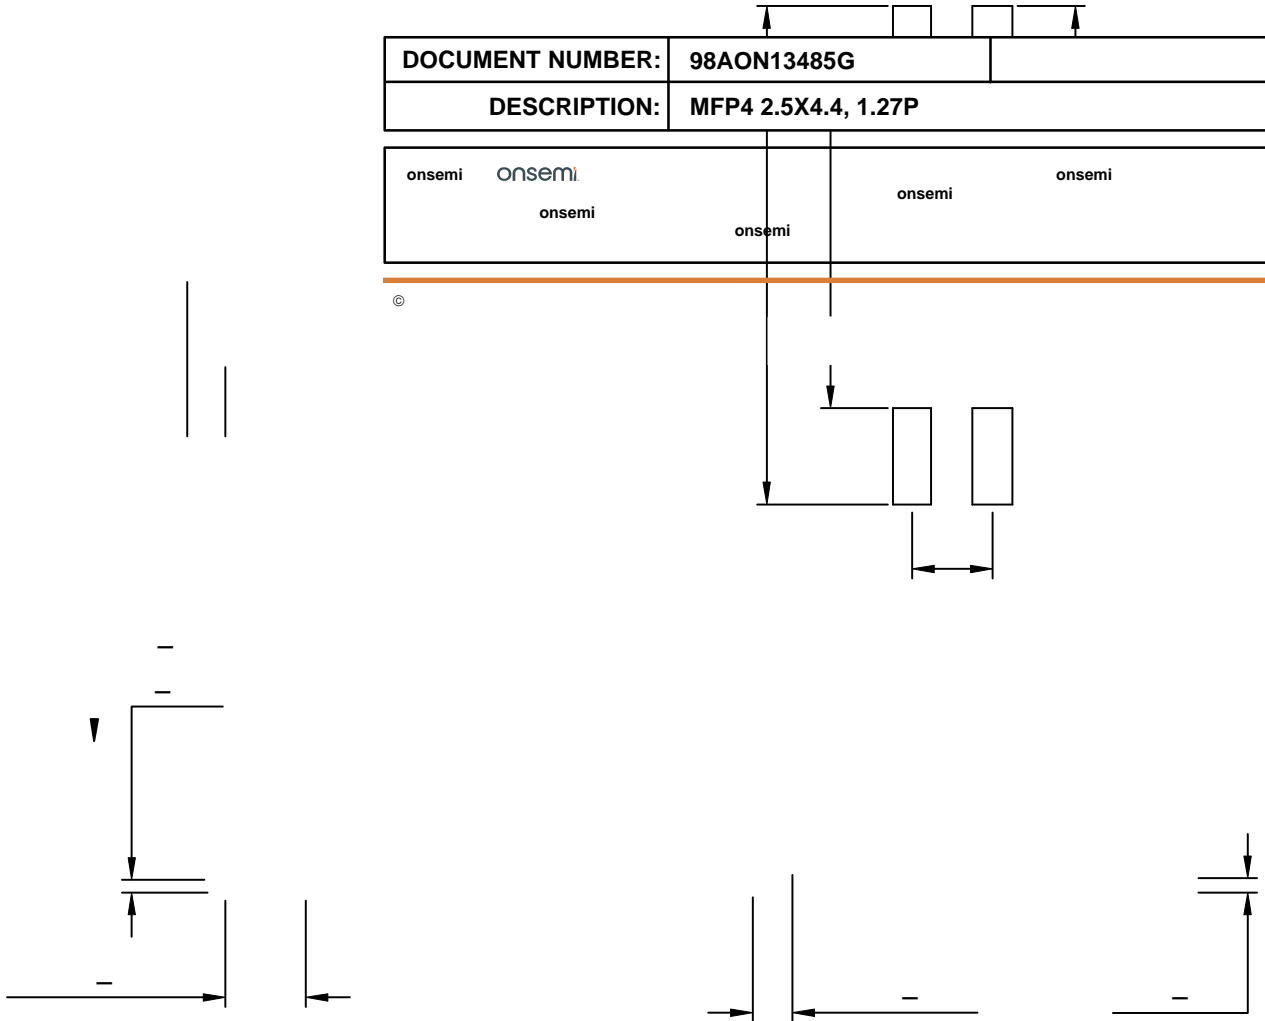 DOCUMENT NUMBER: 98AON13485G
DESCRIPTION: MFP4 2.5X4.4, 1.27P
onsemi onsemi onsemi
onsemi
onsemi
onsemi
©